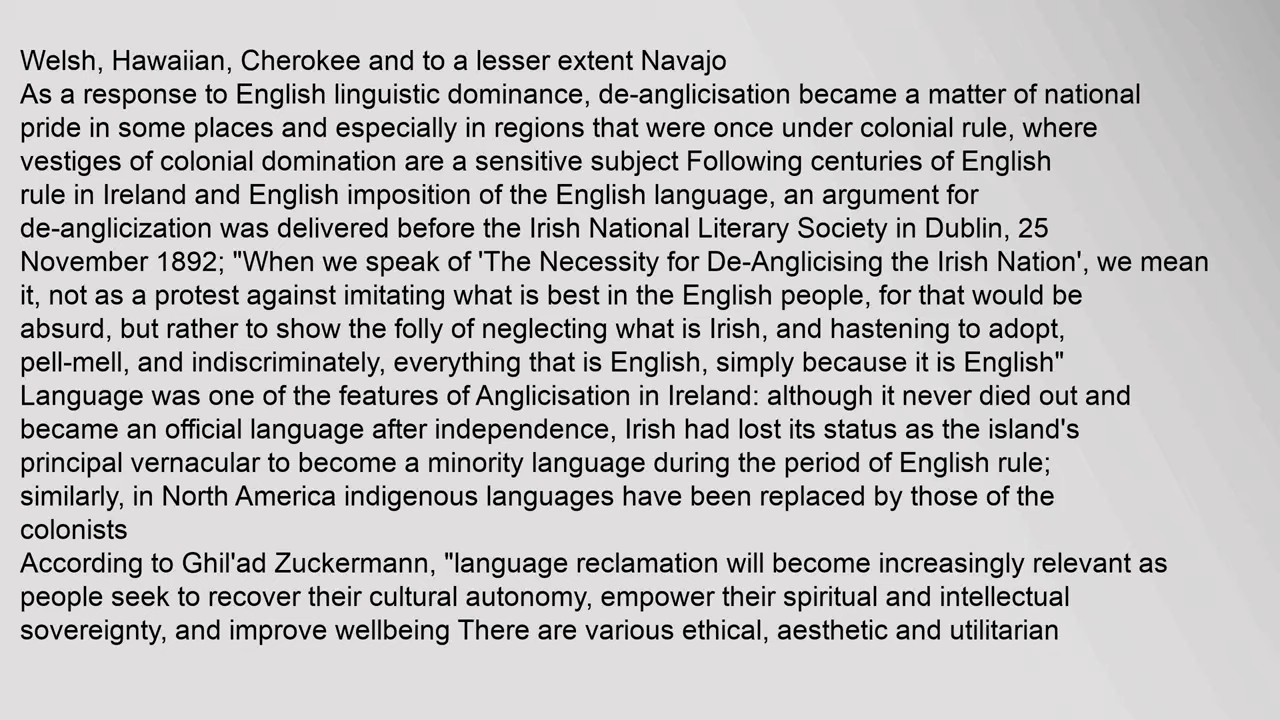 Welsh, Hawaiian, Cherokee and to a lesser extent Navajo
As a response to English linguistic dominance, de-anglicisation became a matter of national
pride in some places and especially in regions that were once under colonial rule, where
vestiges of colonial domination are a sensitive subject Following centuries of English
rule in Ireland and English imposition of the English language, an argument for
de-anglicization was delivered before the Irish National Literary Society in Dublin, 25
November 1892; "When we speak of 'The Necessity for De-Anglicising the Irish Nation', we mean
it, not as a protest against imitating what is best in the English people, for that would be
absurd, but rather to show the folly of neglecting what is Irish, and hastening to adopt,
pell-mell, and indiscriminately, everything that is English, simply because it is English"
Language was one of the features of Anglicisation in Ireland: although it never died out and
became an official language after independence, Irish had lost its status as the island's
principal vernacular to become a minority language during the period of English rule;
similarly, in North America indigenous languages have been replaced by those of the
colonists
According to Ghil'ad Zuckermann, "language reclamation will become increasingly relevant as
people seek to recover their cultural autonomy, empower their spiritual and intellectual
sovereignty, and improve wellbeing There are various ethical, aesthetic and utilitarian